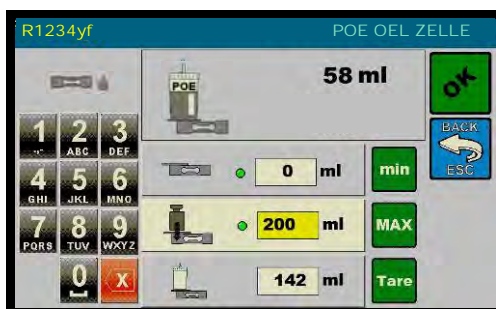 R1234yf POE OEL ZELLE
POE 58 ml OK
BACK
ESC
1 2 3
ABC DEF
0 ml min
4 5 6
GHI JKL MNO
200 ml MAX
7 8 9
PQRS TUV WXYZ
0 X
142 ml Tare